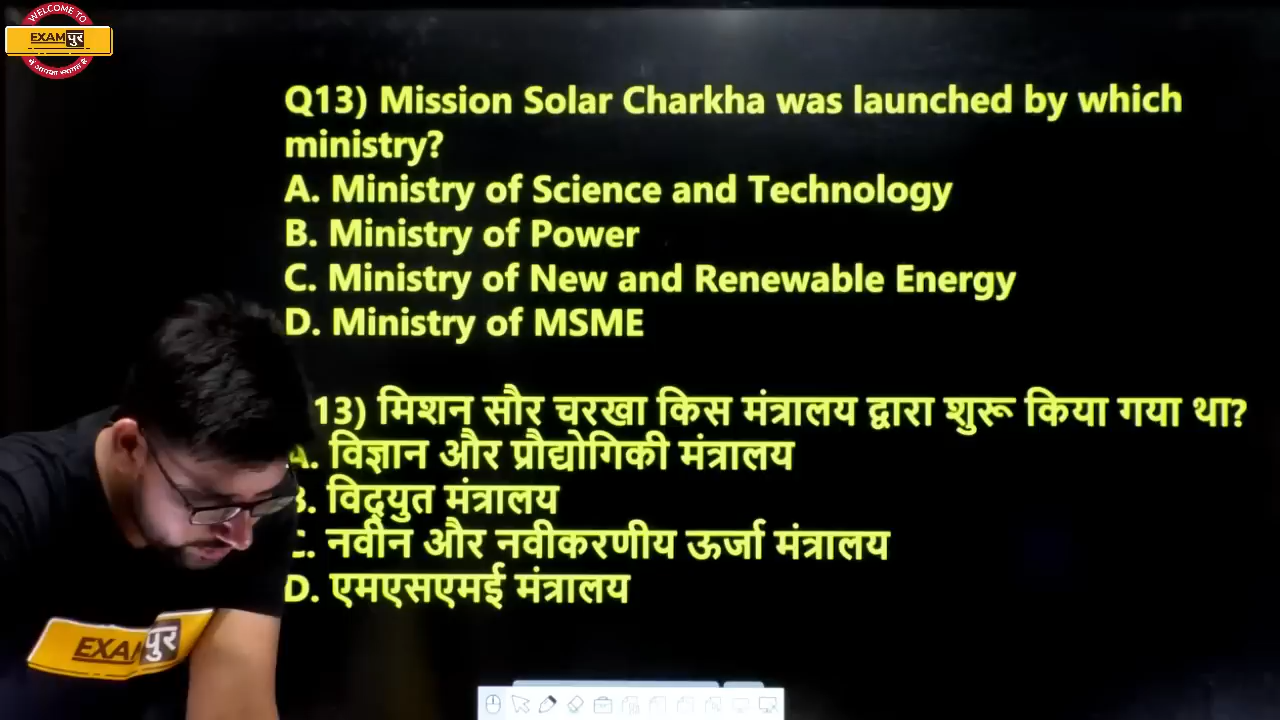 WELCOME TO
EXAMपुर
में आपका स्वागत है
Q13) Mission Solar Charkha was launched by which
ministry?
A. Ministry of Science and Technology
B. Ministry of Power
C. Ministry of New and Renewable Energy
D. Ministry of MSME
13) मिशन सौर चरखा किस मंत्रालय द्वारा शुरू किया गया था?
A. विज्ञान और प्रौद्योगिकी मंत्रालय
B. विद्युत मंत्रालय
C. नवीन और नवीकरणीय ऊर्जा मंत्रालय
D. एमएसएमई मंत्रालय
EXAMपुर